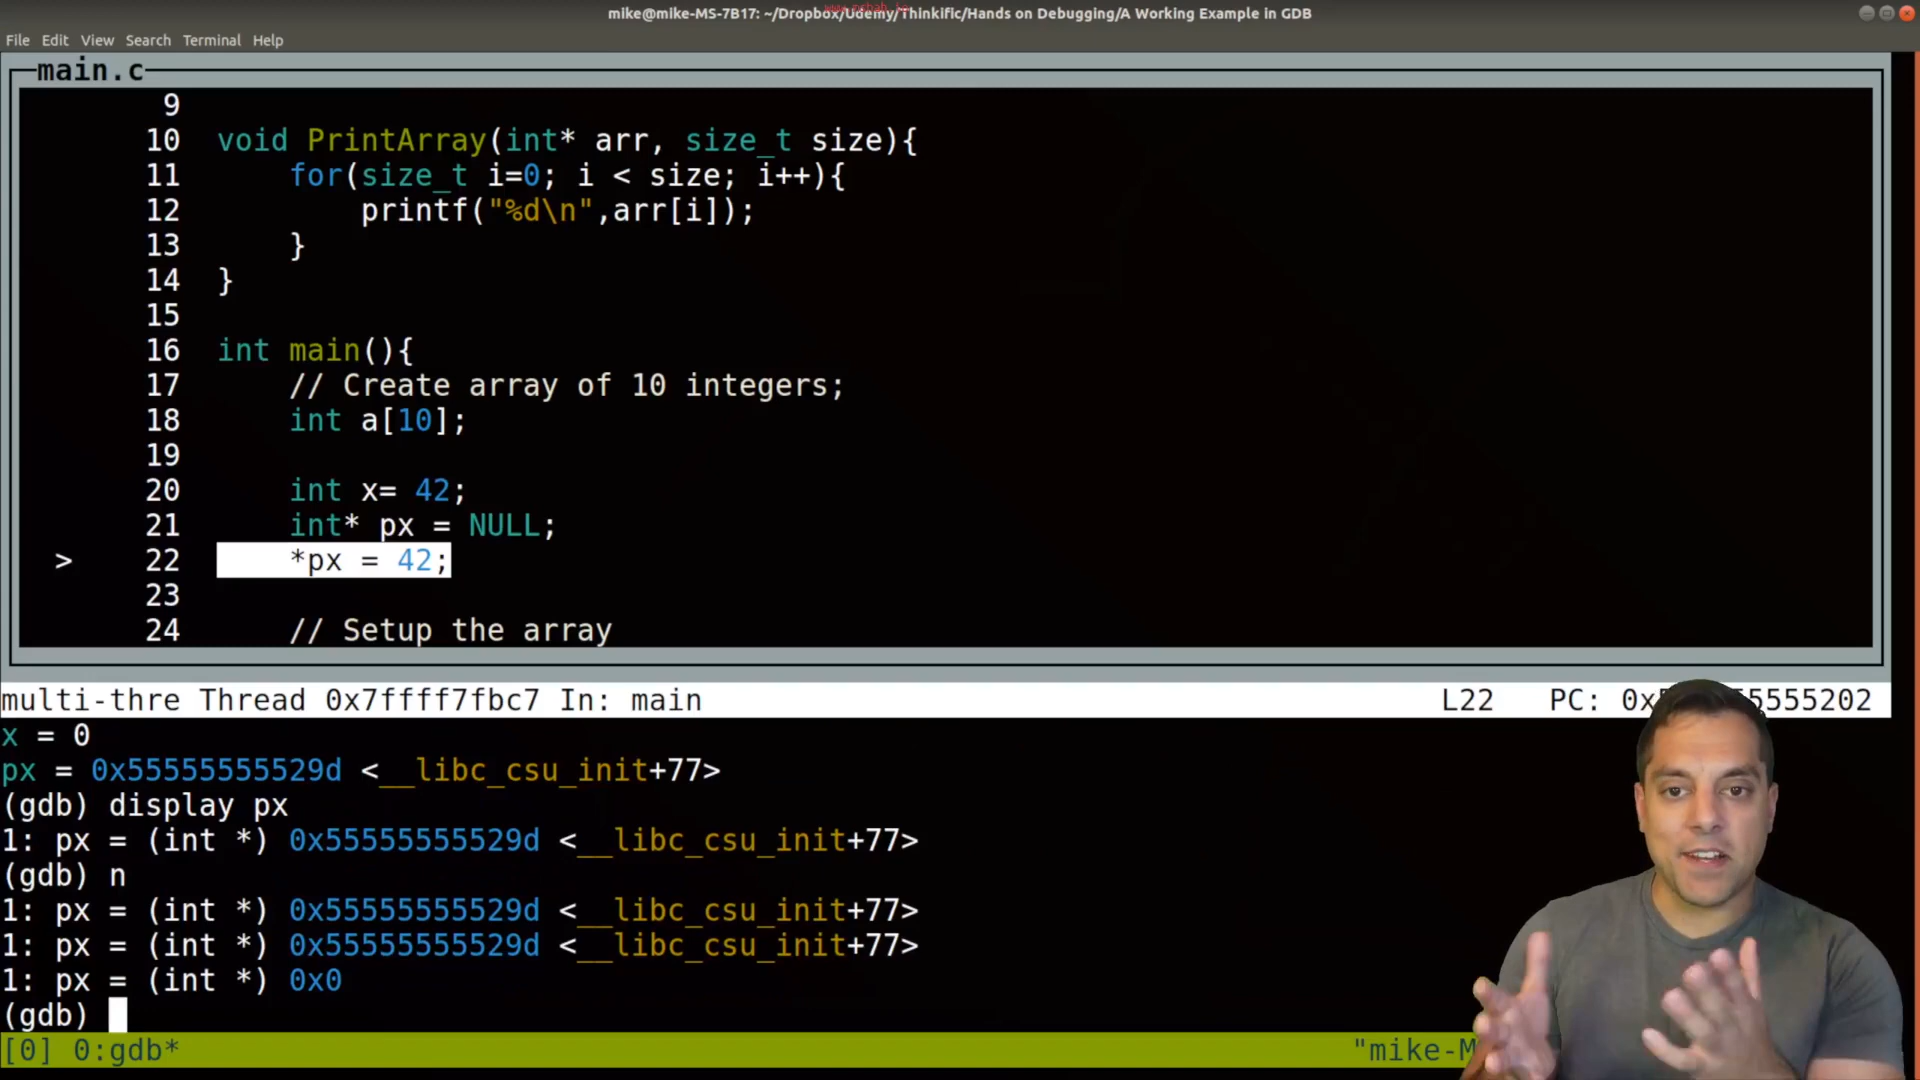 mike@mike-MS-7B17: ~/Dropbox/Udemy/Thinkific/Hands on Debugging/A Working Example in GDB
File Edit View Search Terminal Help
main.c
9
10 void PrintArray(int* arr, size_t size){
11 for(size_t i=0; i < size; i++){
12 printf("%d\n",arr[i]);
13 }
14 }
15
16 int main(){
17 // Create array of 10 integers;
18 int a[10];
19
20 int x= 42;
21 int* px = NULL;
> 22 *px = 42;
23
24 // Setup the array
multi-thre Thread 0x7ffff7fbc7 In: main L22 PC: 0x5 55555202
x = 0
px = 0x55555555529d <__libc_csu_init+77>
(gdb) display px
1: px = (int *) 0x55555555529d <__libc_csu_init+77>
(gdb) n
1: px = (int *) 0x55555555529d <__libc_csu_init+77>
1: px = (int *) 0x55555555529d <__libc_csu_init+77>
1: px = (int *) 0x0
(gdb)
[0] 0:gdb* "mike-M